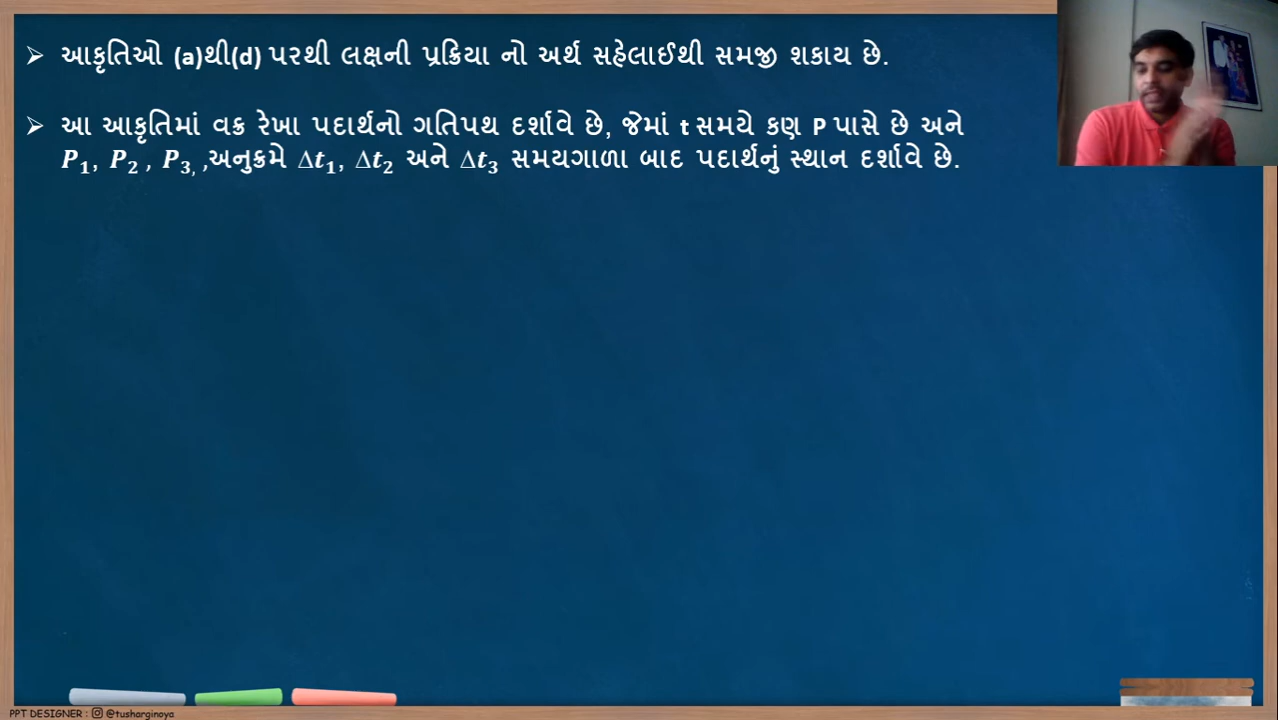 ➢ આકૃતિઓ (a)થી(d) પરથી લક્ષની પ્રક્રિયા નો અર્થ સહેલાઈથી સમજી શકાય છે.
➢ આ આકૃતિમાં વક્ર રેખા પદાર્થનો ગતિપથ દર્શાવે છે, જેમાં t સમયે કણ P પાસે છે અને
P₁, P₂ , P₃, ,અનુક્રમે Δt₁, Δt₂ અને Δt₃ સમયગાળા બાદ પદાર્થનું સ્થાન દર્શાવે છે.
PPT DESIGNER : @tusharginoya